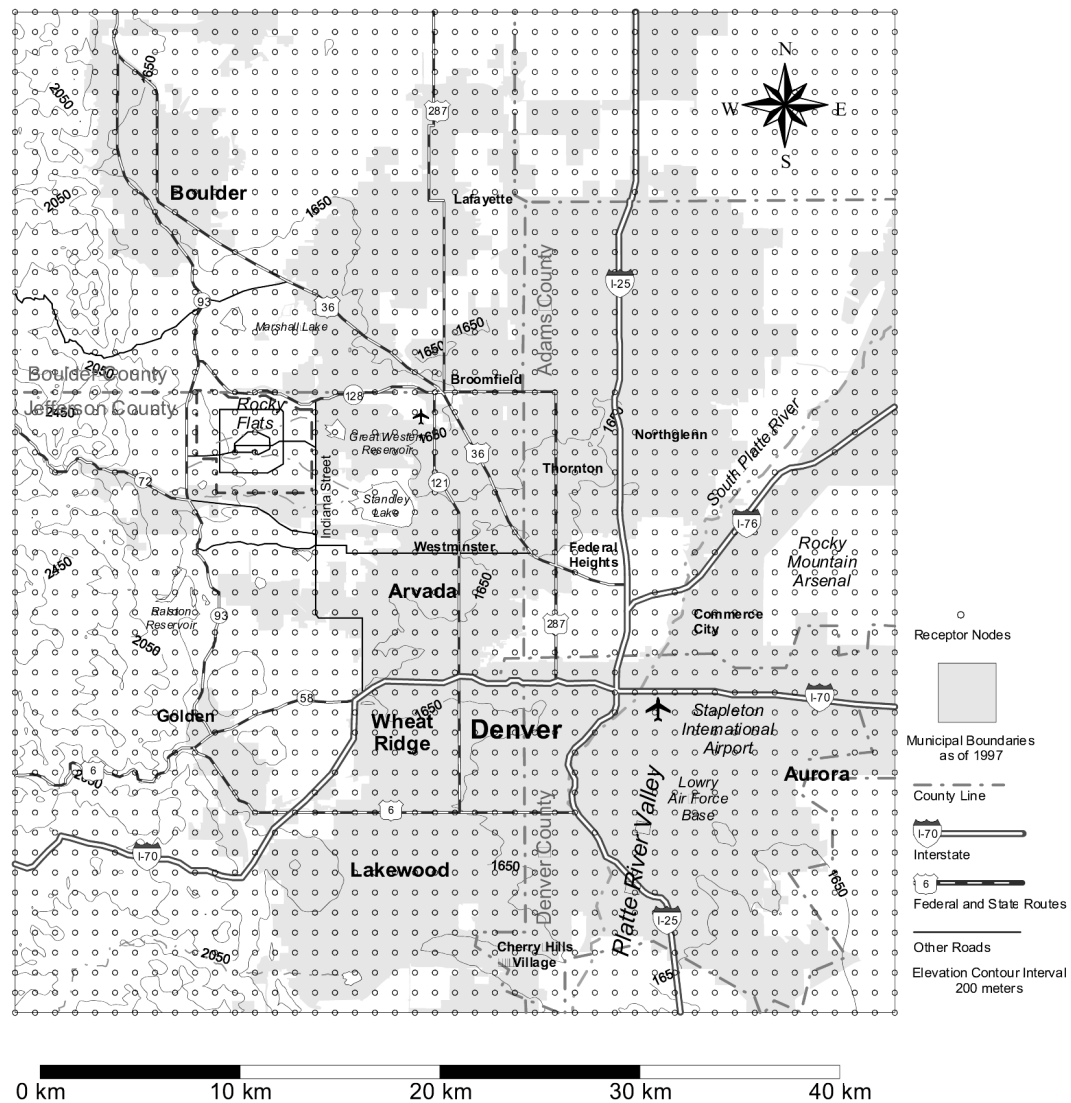 N
W E
S
1650
2050
287
Boulder
2050
1650
Lafayette
Adams County
I-25
93
36
Marshall Lake
1650
1650
2050
Boulder County
Broomfield
128
Jefferson County
2450
Rocky
Flats
1650
Great Western
Reservoir
1650
Northglenn
36
South Platte River
Thornton
72
121
Indiana Street
Standley
Lake
I-76
Rocky
Mountain
Arsenal
Westminster
Federal
Heights
2450
Arvada
1650
Ralston
Reservoir
93
287
Commerce
City
2050
58
I-70
Golden
1650
Wheat
Ridge
Denver
Stapleton
International
Airport
6
2050
Aurora
Lowry
Air Force
Base
Platte River Valley
6
I-70
Lakewood
1650
Denver County
1650
I-25
2050
Cherry Hills
Village
165
Receptor Nodes
Municipal Boundaries
as of 1997
County Line
I-70
Interstate
6
Federal and State Routes
Other Roads
Elevation Contour Interval
200 meters
0 km 10 km 20 km 30 km 40 km